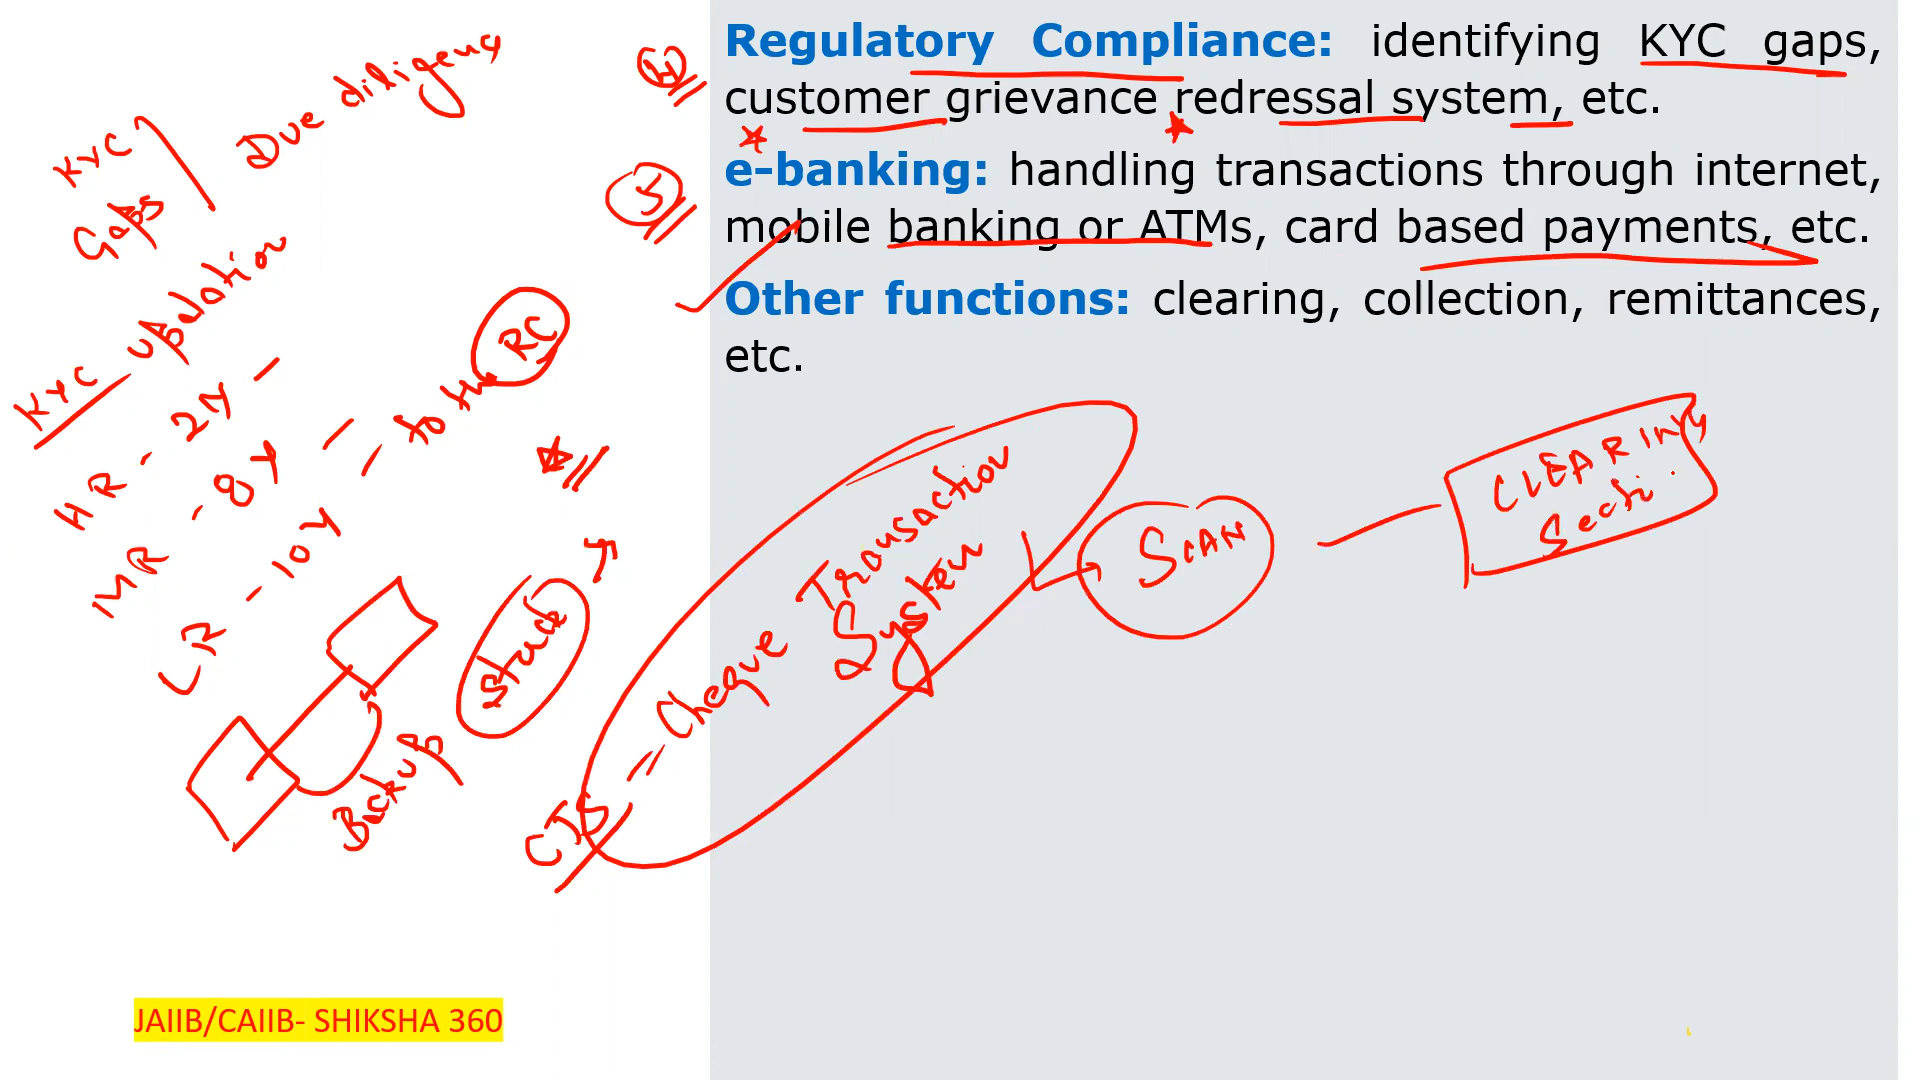 Regulatory Compliance: identifying KYC gaps,
customer grievance redressal system, etc.
e-banking: handling transactions through internet,
mobile banking or ATMs, card based payments, etc.
Other functions: clearing, collection, remittances,
etc.
KYC
Gaps
Due diligence
KYC updation
HR - 2Y -
MR - 8Y -
LR - 10Y - to the RC
5
Backup
CTS = Cheque Transaction
System
SCAN
CLEARING
Secti
JAIIB/CAIIB- SHIKSHA 360